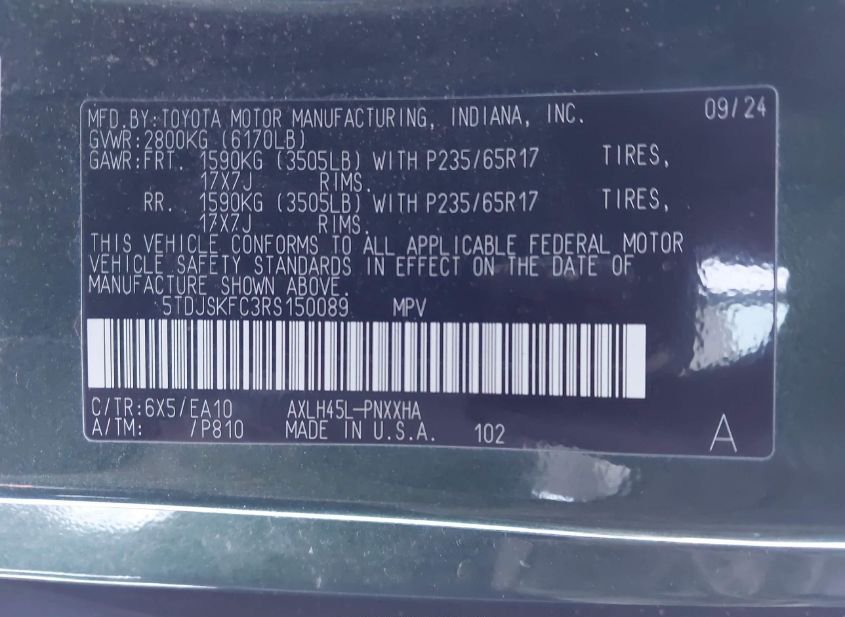 MFD.BY:TOYOTA MOTOR MANUFACTURING, INDIANA, INC. 09/24
GVWR:2800KG (6170LB)
GAWR:FRT. 1590KG (3505LB) WITH P235/65R17 TIRES,
17X7J RIMS.
RR. 1590KG (3505LB) WITH P235/65R17 TIRES,
17X7J RIMS.
THIS VEHICLE CONFORMS TO ALL APPLICABLE FEDERAL MOTOR
VEHICLE SAFETY STANDARDS IN EFFECT ON THE DATE OF
MANUFACTURE SHOWN ABOVE.
5TDJSKFC3RS150089 MPV
C/TR:6X5/EA10 AXLH45L-PNXXHA
A/TM: /P810 MADE IN U.S.A. 102 A